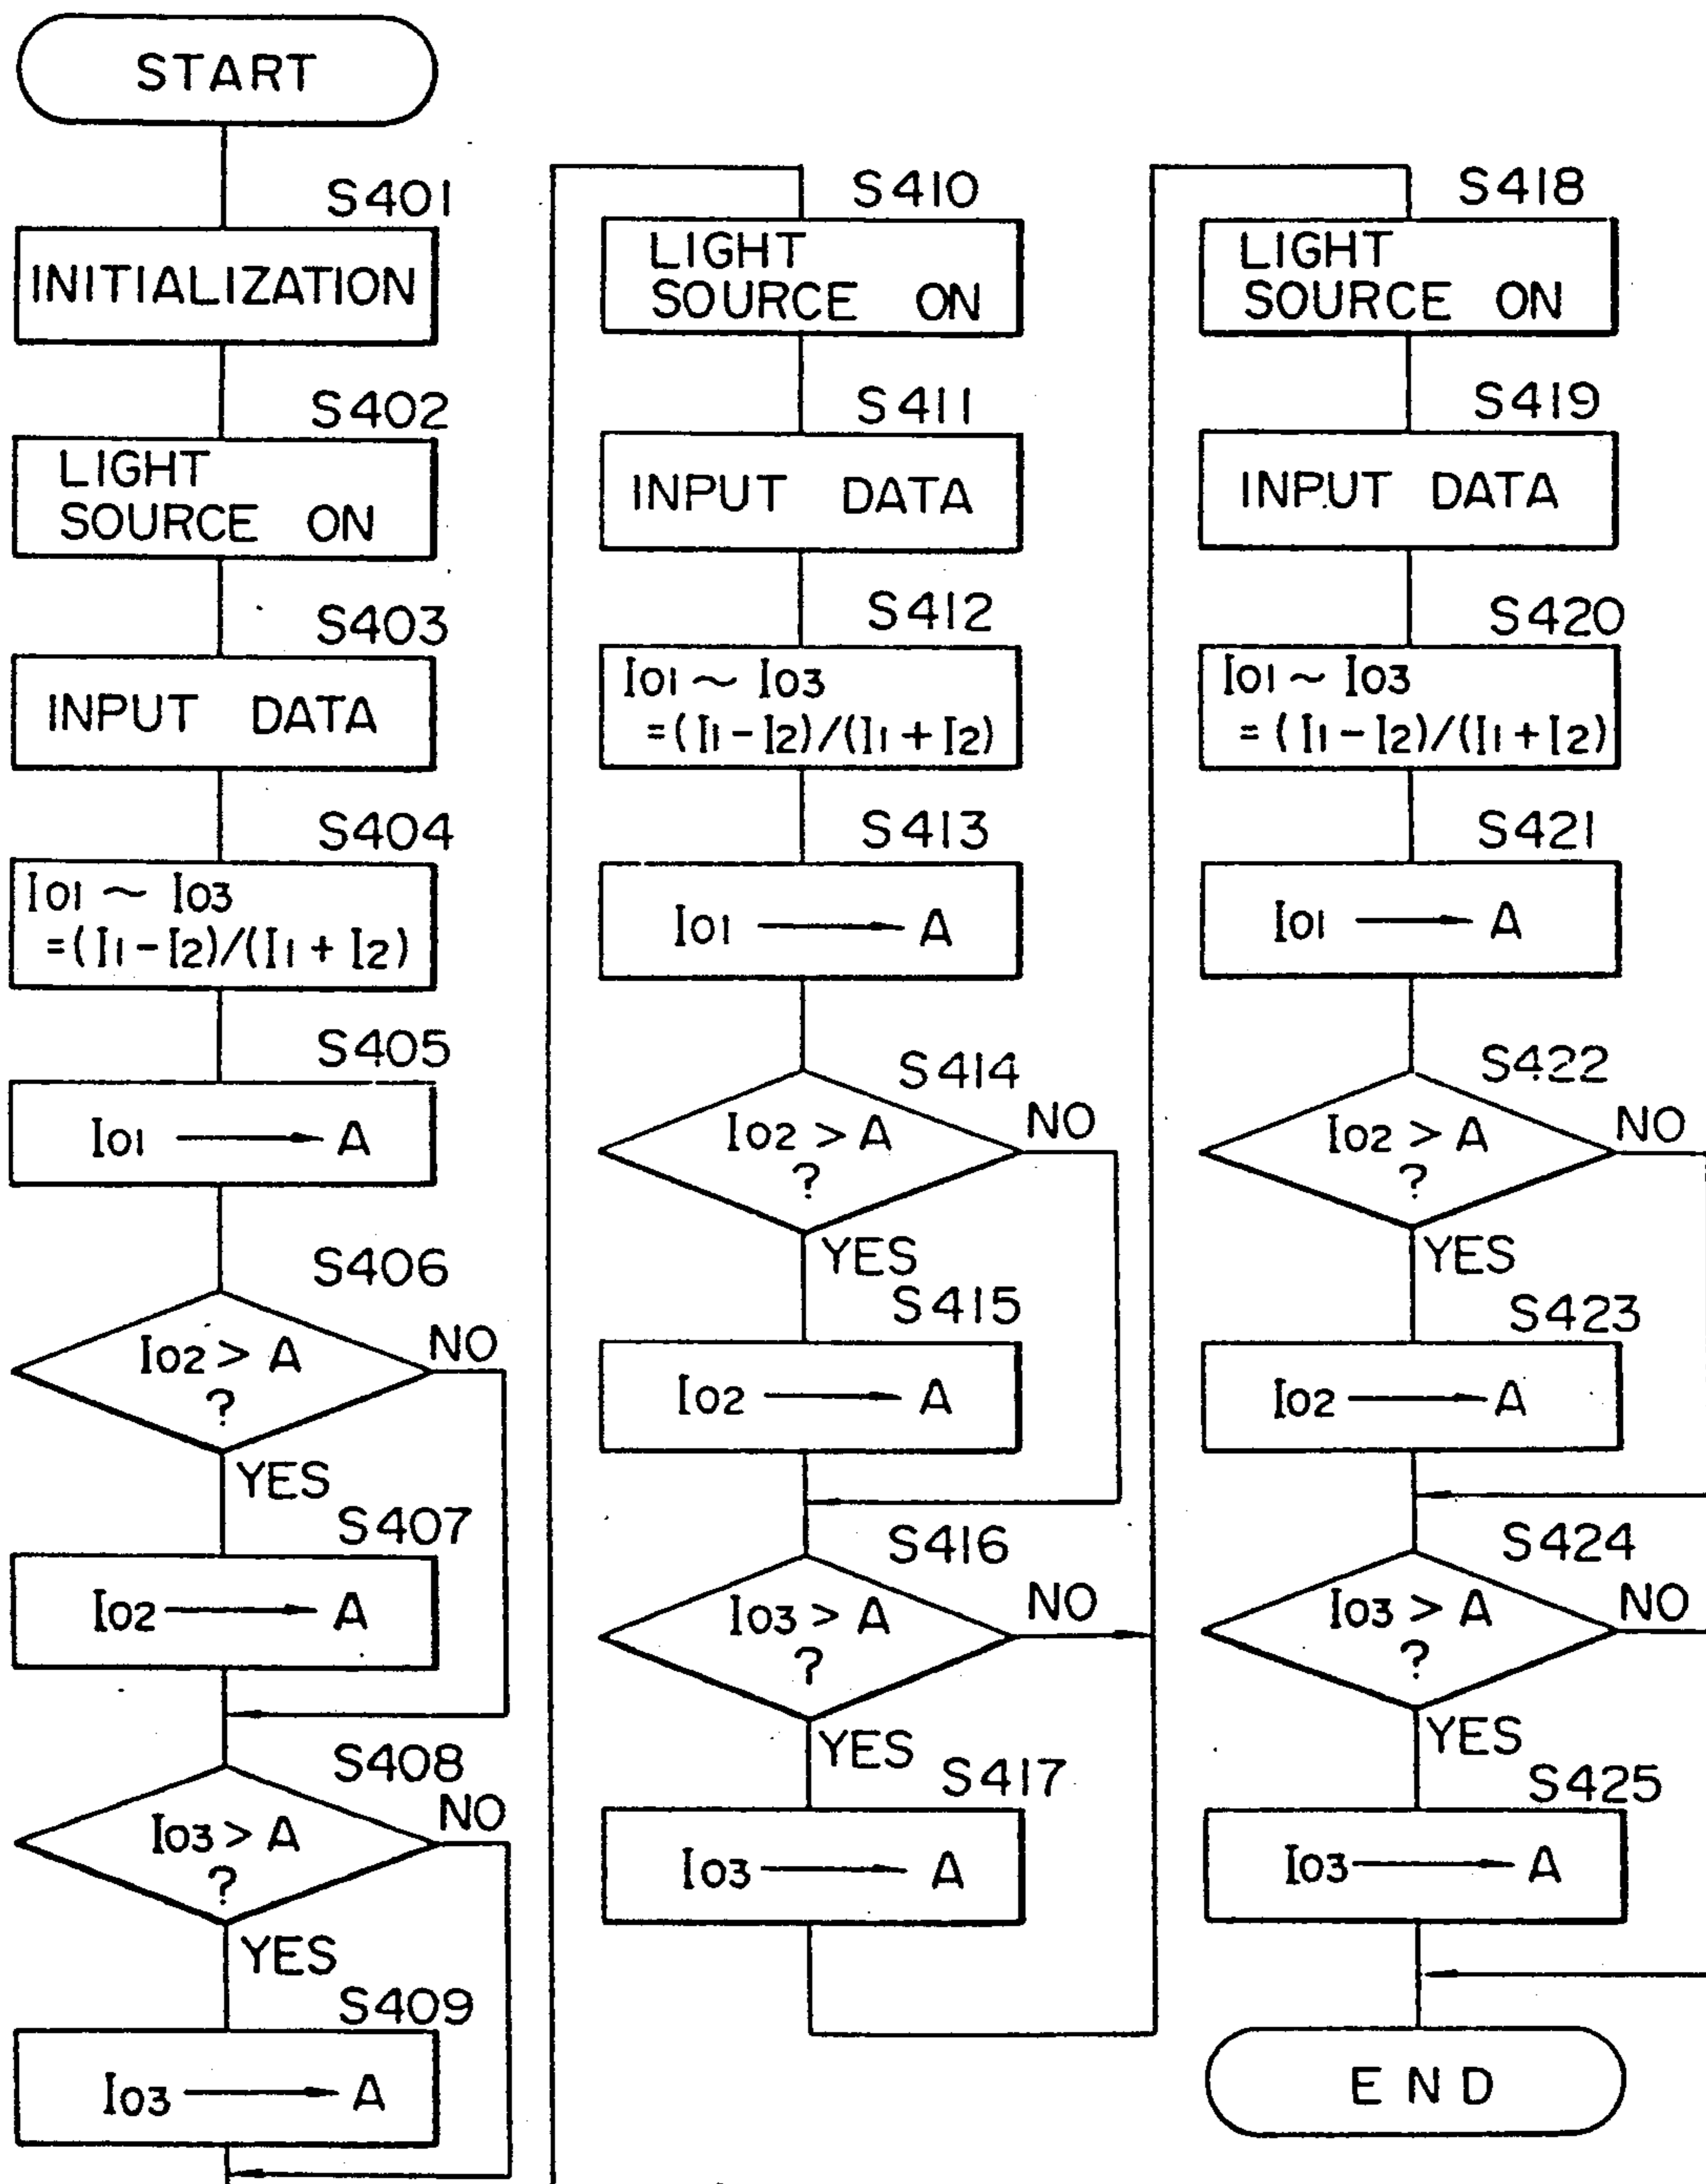 START
S401
INITIALIZATION
S402
LIGHT
SOURCE ON
S403
INPUT DATA
S404
I01 ~ I03
=(I1-I2)/(I1+I2)
S405
I01 → A
S406
I02 > A
?
NO
YES
S407
I02 → A
S408
I03 > A
?
NO
YES
S409
I03 → A
S410
LIGHT
SOURCE ON
S411
INPUT DATA
S412
I01 ~ I03
=(I1-I2)/(I1+I2)
S413
I01 → A
S414
I02 > A
?
NO
YES
S415
I02 → A
S416
I03 > A
?
NO
YES
S417
I03 → A
S418
LIGHT
SOURCE ON
S419
INPUT DATA
S420
I01 ~ I03
=(I1-I2)/(I1+I2)
S421
I01 → A
S422
I02 > A
?
NO
YES
S423
I02 → A
S424
I03 > A
?
NO
YES
S425
I03 → A
END